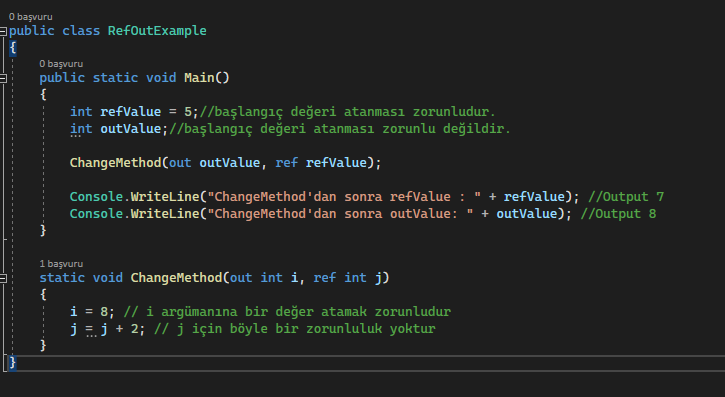 0 başvuru
public class RefOutExample
{
0 başvuru
public static void Main()
{
int refValue = 5;//başlangıç değeri atanması zorunludur.
int outValue;//başlangıç değeri atanması zorunlu değildir.
ChangeMethod(out outValue, ref refValue);
Console.WriteLine("ChangeMethod'dan sonra refValue : " + refValue); //Output 7
Console.WriteLine("ChangeMethod'dan sonra outValue: " + outValue); //Output 8
}
1 başvuru
static void ChangeMethod(out int i, ref int j)
{
i = 8; // i argümanına bir değer atamak zorunludur
j = j + 2; // j için böyle bir zorunluluk yoktur
}
}